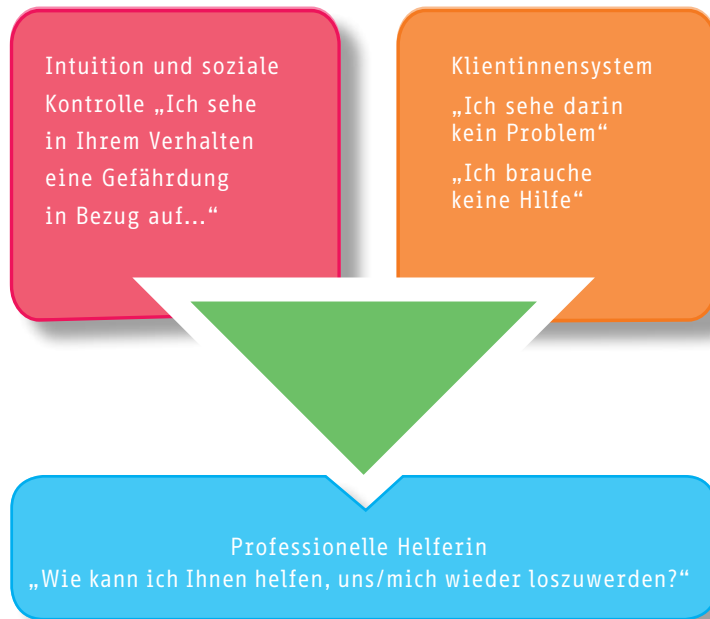 Intuition und soziale
Kontrolle „Ich sehe
in Ihrem Verhalten
eine Gefährdung
in Bezug auf...“
Klientinnensystem
„Ich sehe darin
kein Problem“
„Ich brauche
keine Hilfe“
Professionelle Helferin
„Wie kann ich Ihnen helfen, uns/mich wieder loszuwerden?“